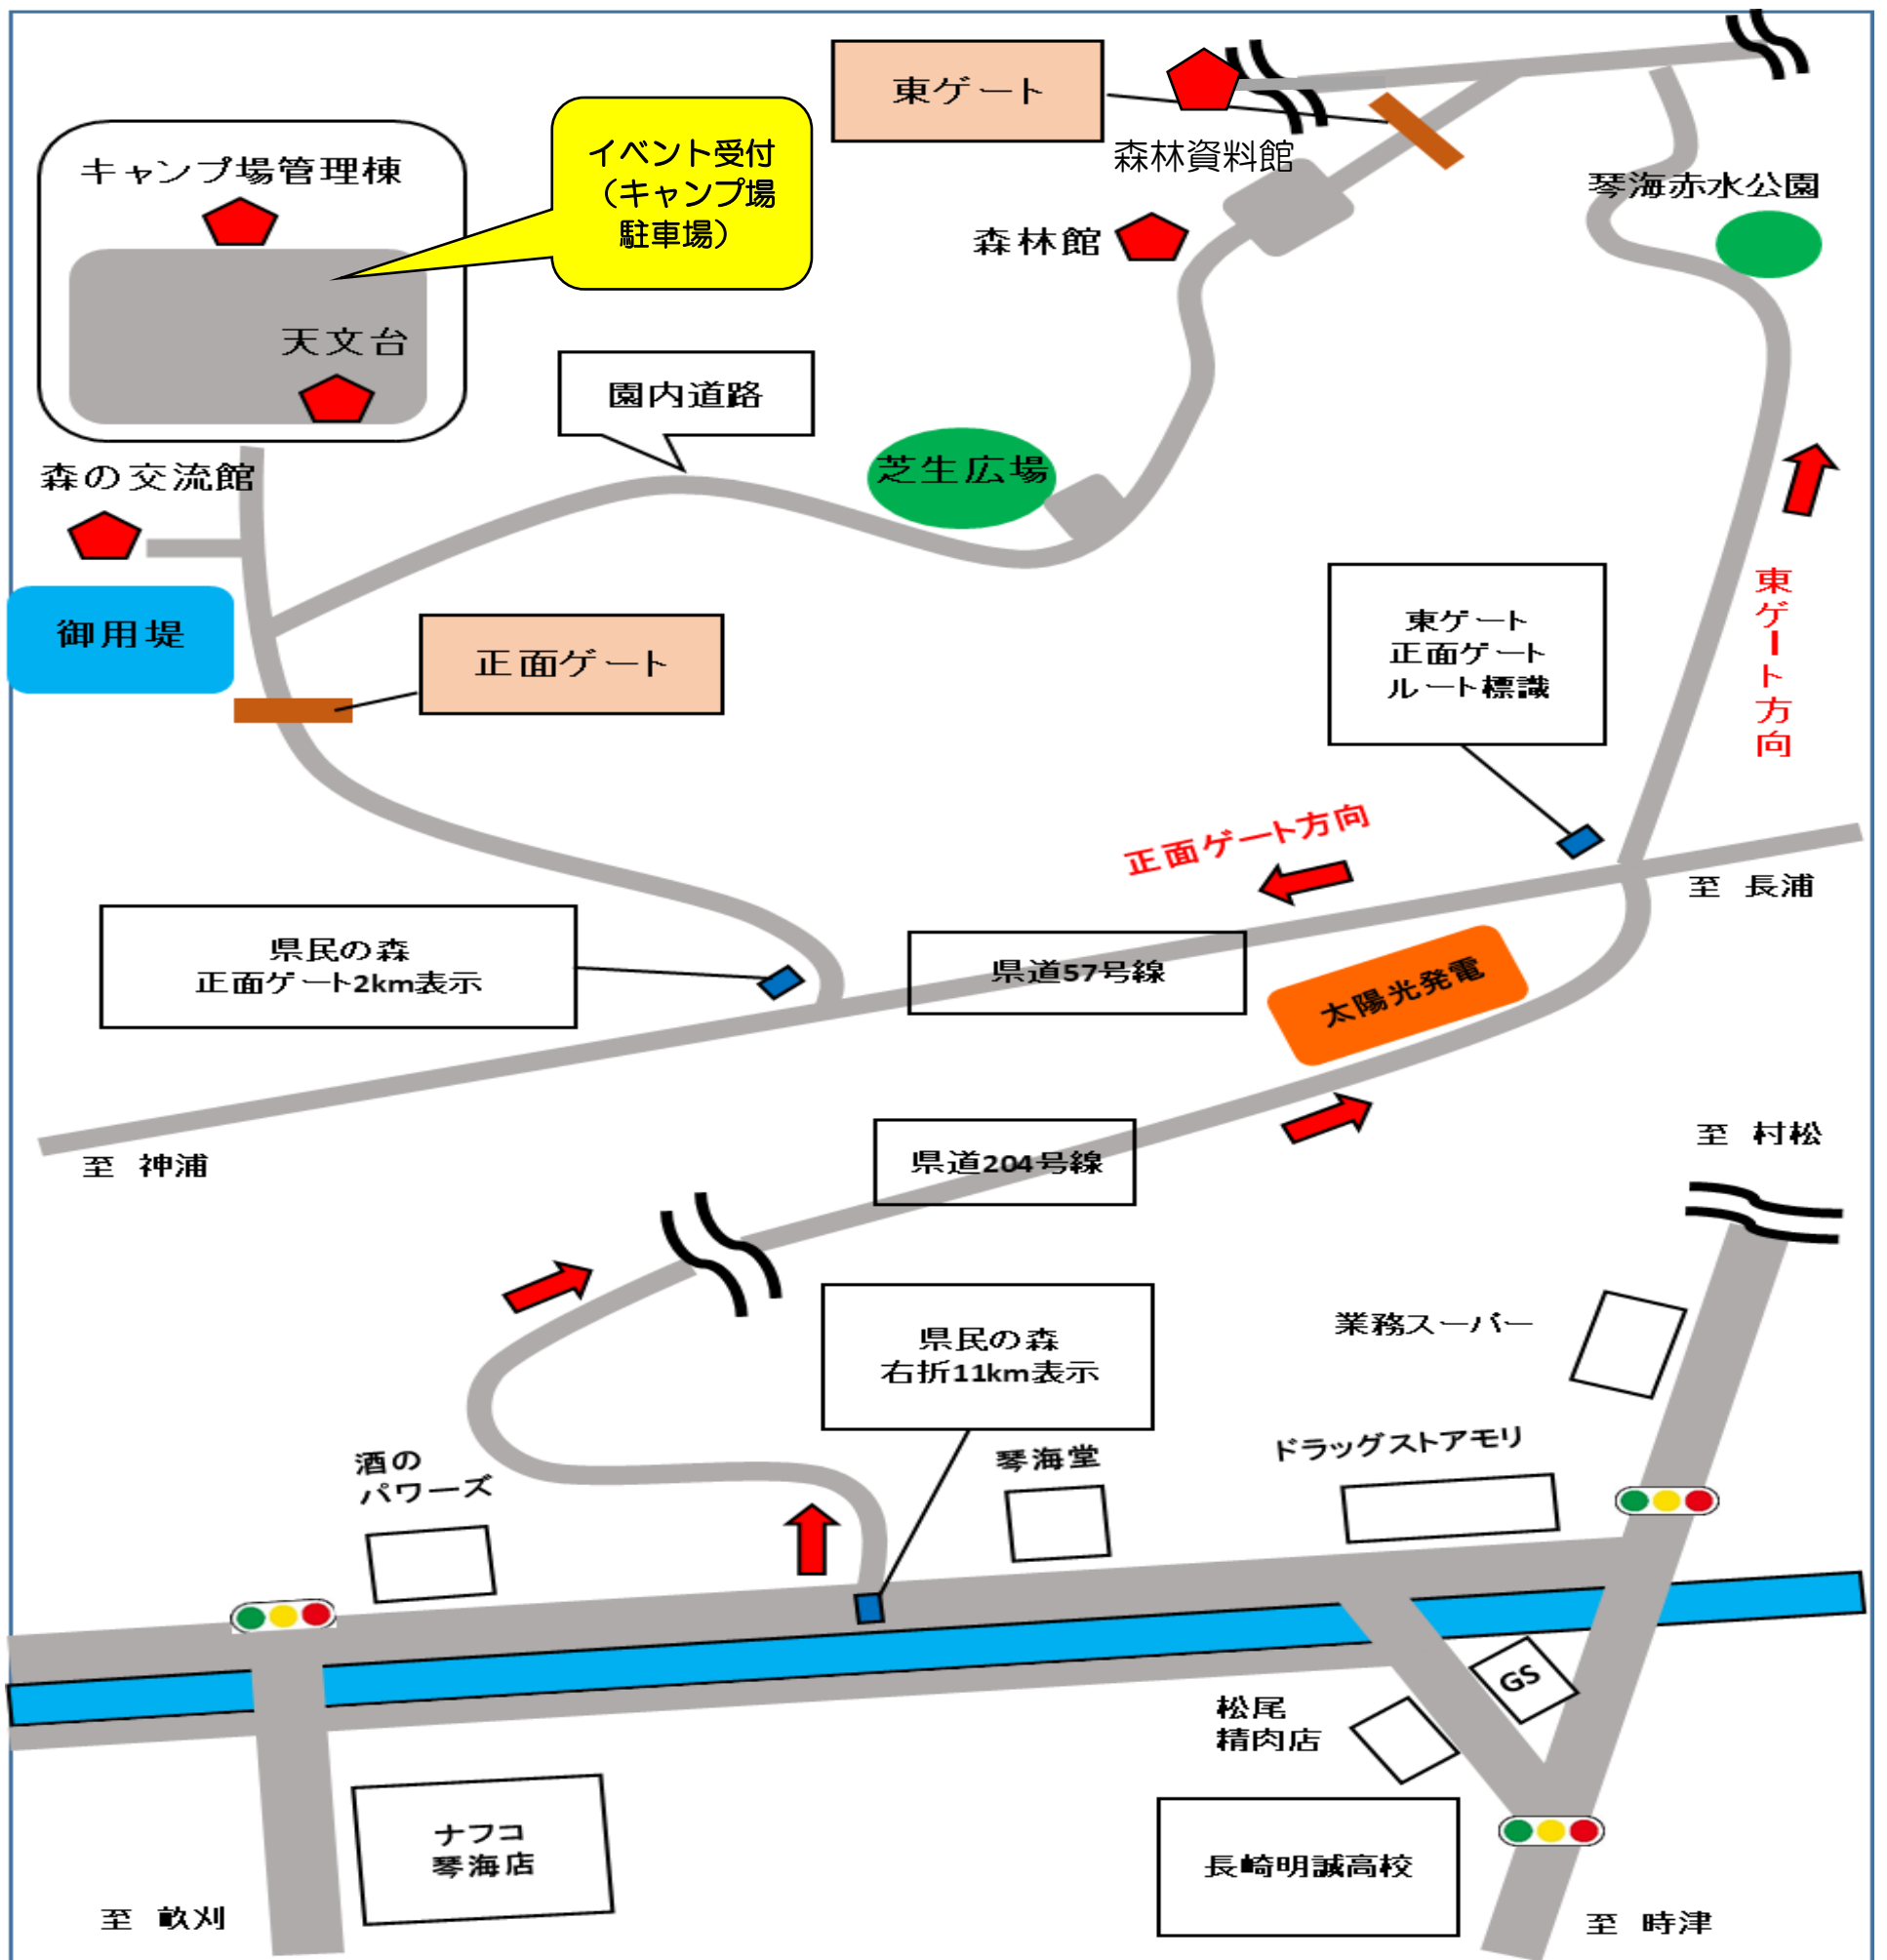 東ゲート
イベント受付
（キャンプ場
駐車場）
キャンプ場管理棟
森林資料館
琴海赤水公園
森林館
天文台
園内道路
芝生広場
森の交流館
御用堤
正面ゲート
東ゲート
正面ゲート
ルート標識
東ゲート方向
正面ゲート方向
至 長浦
県民の森
正面ゲート2km表示
県道57号線
太陽光発電
至 神浦
県道204号線
至 村松
県民の森
右折11km表示
業務スーパー
酒の
パワーズ
琴海堂
ドラッグストアモリ
GS
松尾
精肉店
ナフコ
琴海店
長崎明誠高校
至 畝刈
至 時津